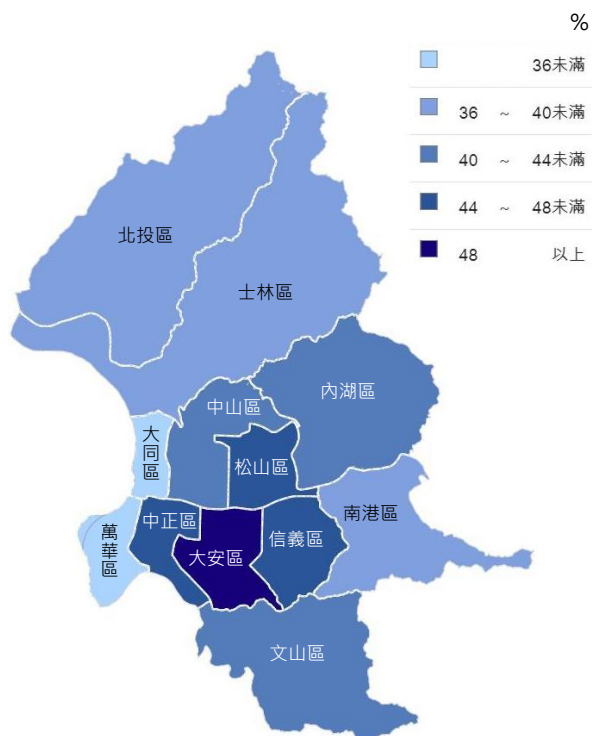 %
36未滿
36 ~ 40未滿
40 ~ 44未滿
44 ~ 48未滿
48 以上
北投區
士林區
內湖區
中山區
大同區
松山區
南港區
中正區
信義區
萬華區
大安區
文山區